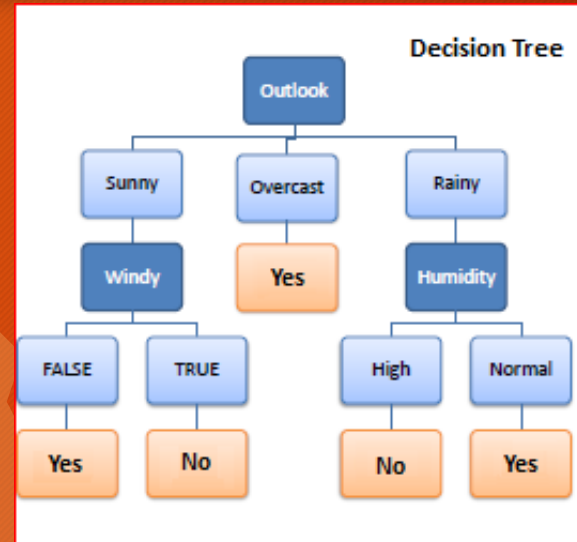 Decision Tree
Outlook
Sunny
Overcast
Rainy
Windy
Yes
Humidity
FALSE
TRUE
High
Normal
Yes
No
No
Yes